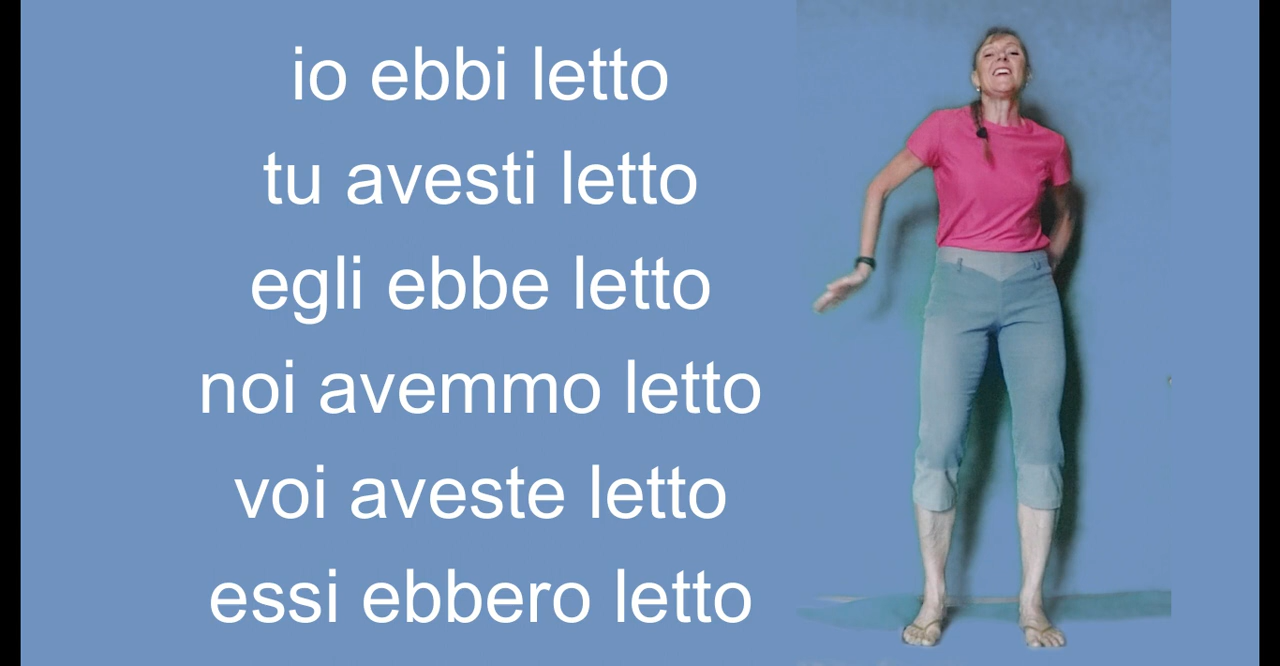 io ebbi letto
tu avesti letto
egli ebbe letto
noi avemmo letto
voi aveste letto
essi ebbero letto